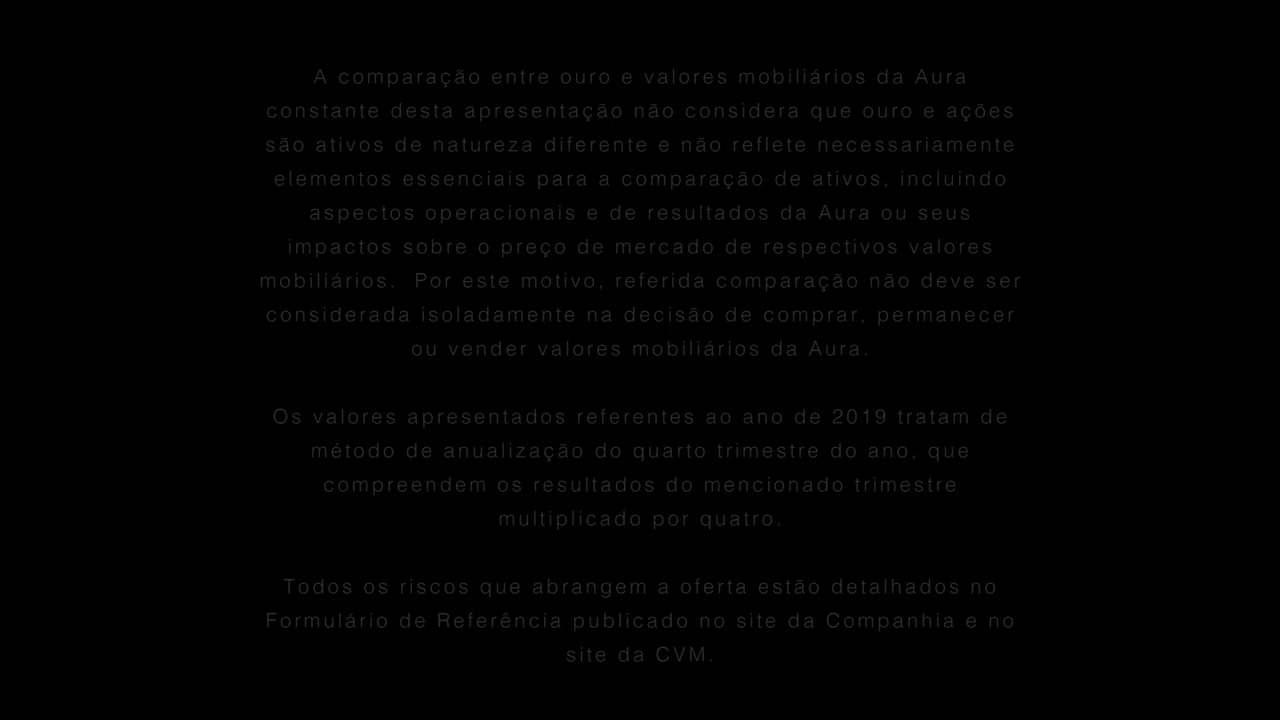 A comparação entre ouro e valores mobiliários da Aura
constante desta apresentação não considera que ouro e ações
são ativos de natureza diferente e não reflete necessariamente
elementos essenciais para a comparação de ativos, incluindo
aspectos operacionais e de resultados da Aura ou seus
impactos sobre o preço de mercado de respectivos valores
mobiliários.  Por este motivo, referida comparação não deve ser
considerada isoladamente na decisão de comprar, permanecer
ou vender valores mobiliários da Aura.

Os valores apresentados referentes ao ano de 2019 tratam de
método de anualização do quarto trimestre do ano, que
compreendem os resultados do mencionado trimestre
multiplicado por quatro.

Todos os riscos que abrangem a oferta estão detalhados no
Formulário de Referência publicado no site da Companhia e no
site da CVM.